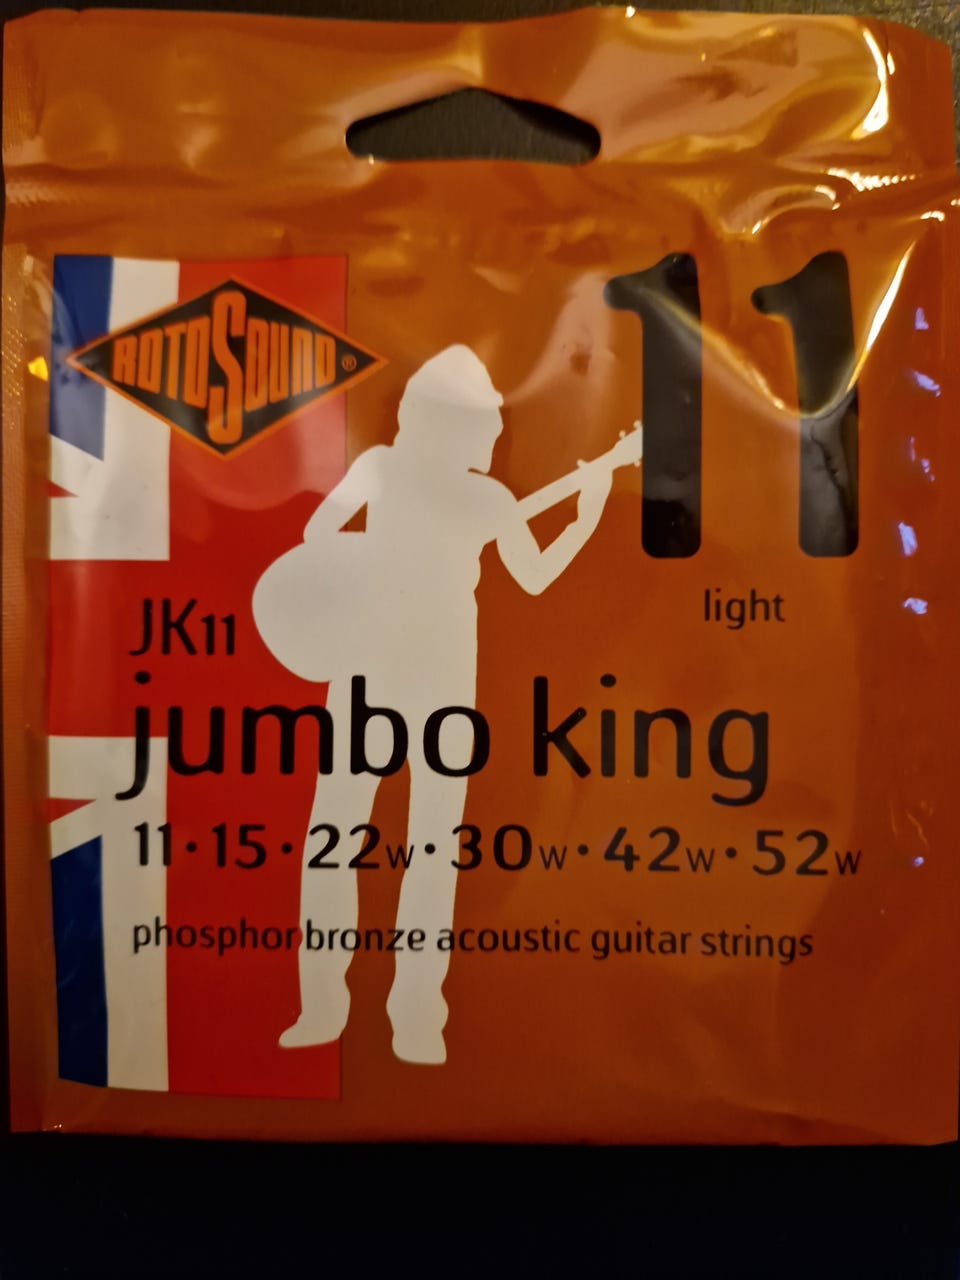 ROTOSOUND®
11
light
JK11
jumbo king
11·15·22w·30w·42w·52w
phosphor bronze acoustic guitar strings